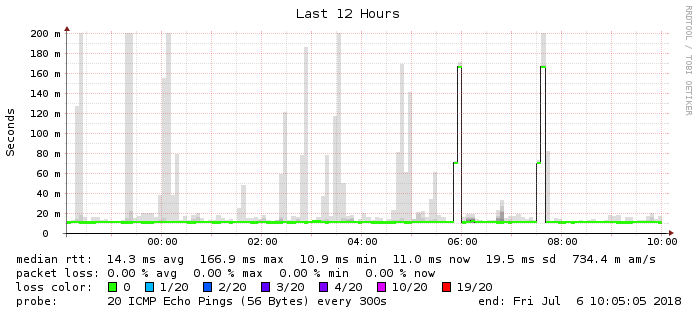 Last 12 Hours
RRDTOOL / TOBI OETIKER
Seconds
200 m
180 m
160 m
140 m
120 m
100 m
80 m
60 m
40 m
20 m
0
00:00 02:00 04:00 06:00 08:00 10:00
median rtt: 14.3 ms avg 166.9 ms max 10.9 ms min 11.0 ms now 19.5 ms sd 734.4 m am/s
packet loss: 0.00 % avg 0.00 % max 0.00 % min 0.00 % now
loss color: 0 1/20 2/20 3/20 4/20 10/20 19/20
probe: 20 ICMP Echo Pings (56 Bytes) every 300s end: Fri Jul 6 10:05:05 2018